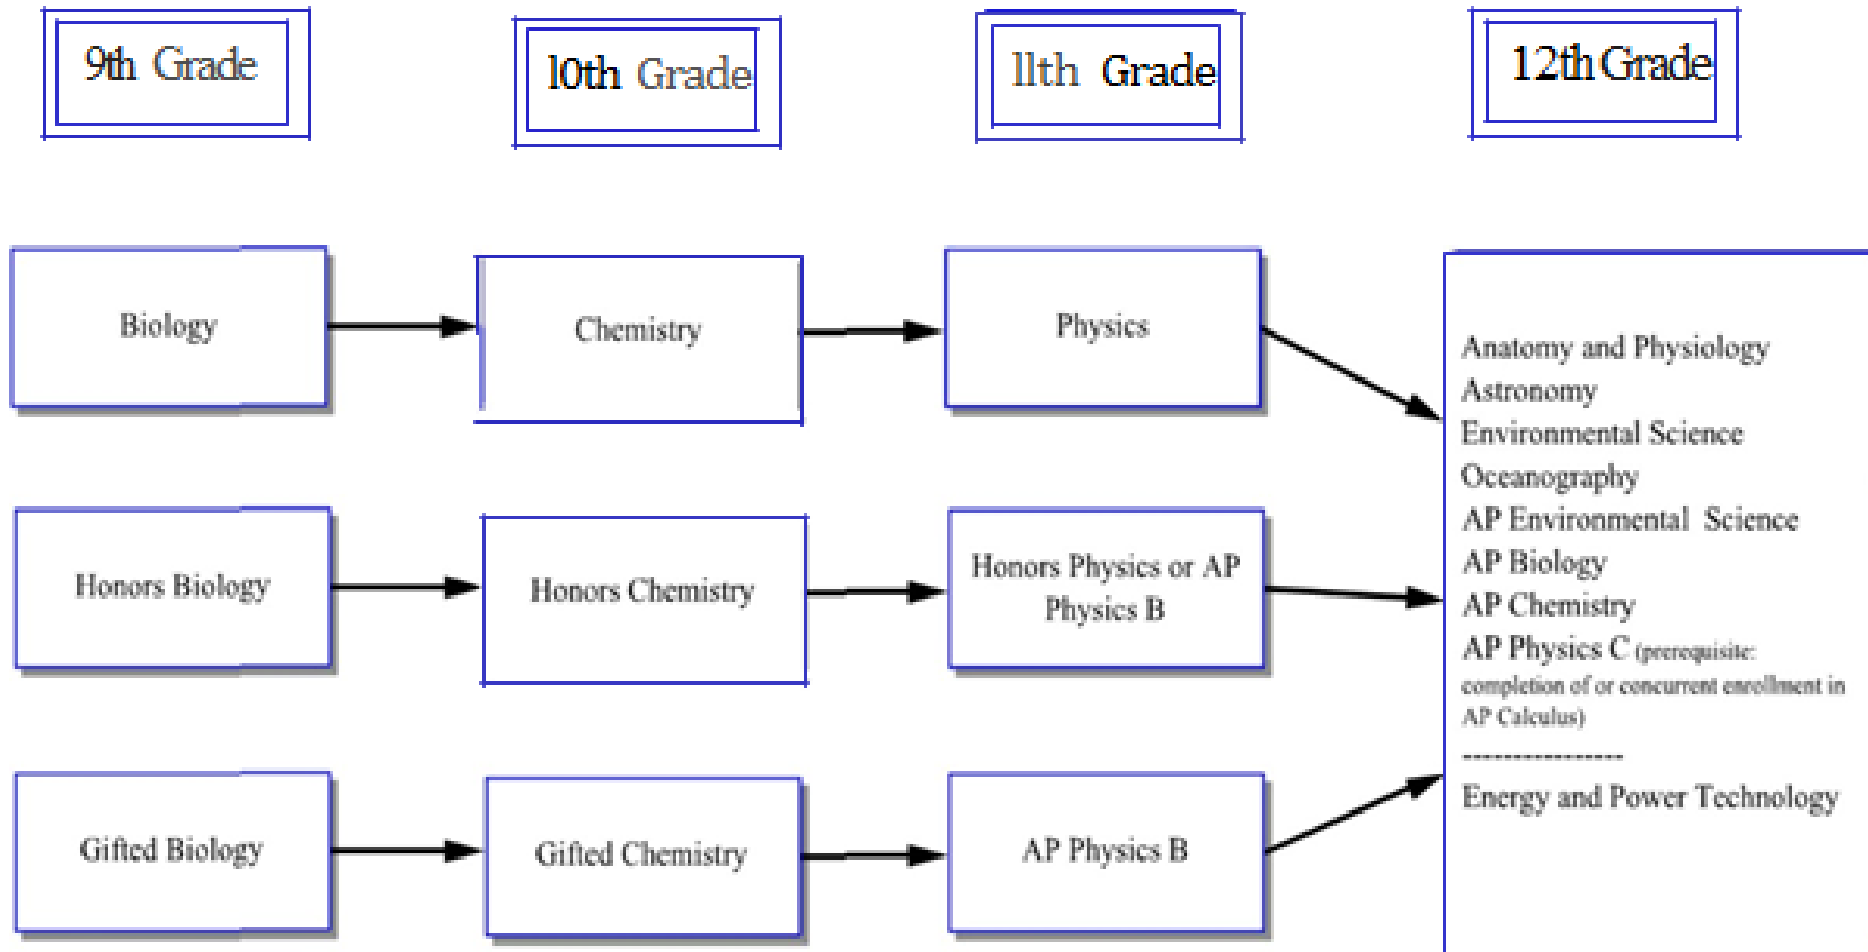 9th Grade
10th Grade
11th Grade
12th Grade
Biology
Chemistry
Physics
Honors Biology
Honors Chemistry
Honors Physics or AP
Physics B
Gifted Biology
Gifted Chemistry
AP Physics B
Anatomy and Physiology
Astronomy
Environmental Science
Oceanography
AP Environmental Science
AP Biology
AP Chemistry
AP Physics C (prerequisite:
completion of or concurrent enrollment in
AP Calculus)
----------------
Energy and Power Technology